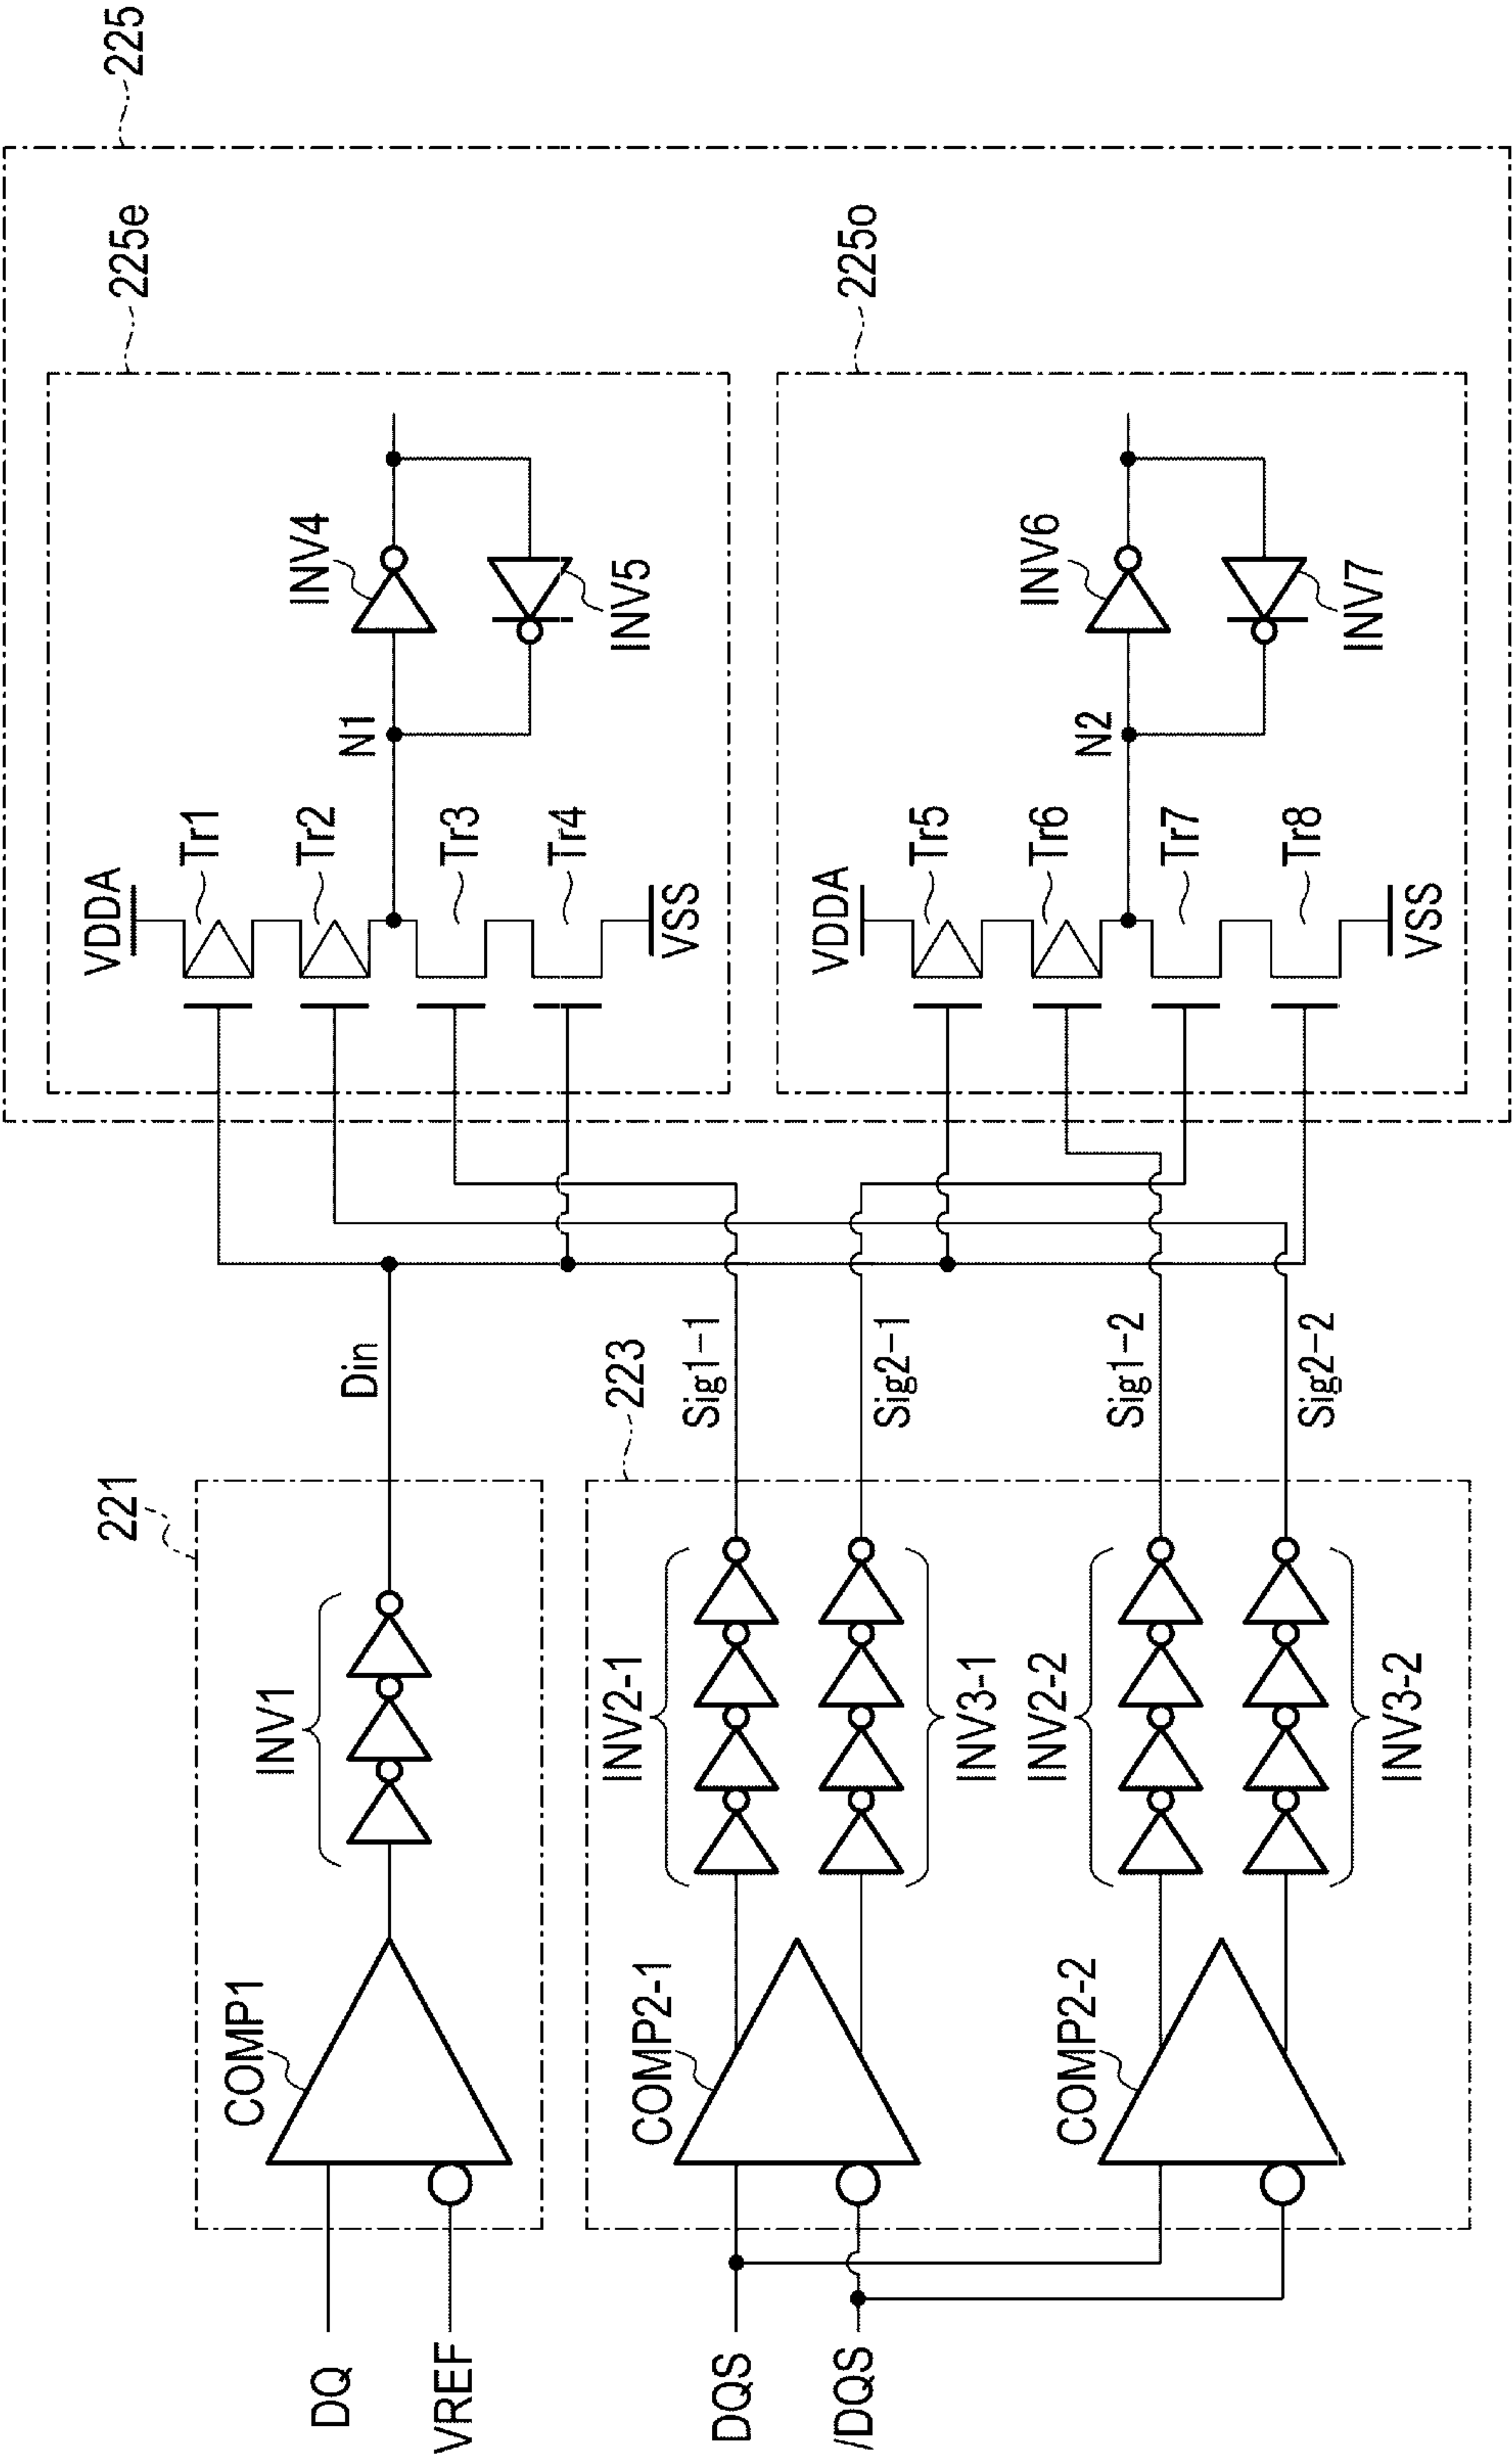 225
225e
225o
221
223
DQ
VREF
COMP1
INV1
Din
DQS
/DQS
COMP2-1
COMP2-2
INV2-1
INV3-1
INV2-2
INV3-2
Sig1-1
Sig2-1
Sig1-2
Sig2-2
VDDA
Tr1
Tr2
Tr3
Tr4
VSS
N1
INV4
INV5
VDDA
Tr5
Tr6
Tr7
Tr8
VSS
N2
INV6
INV7